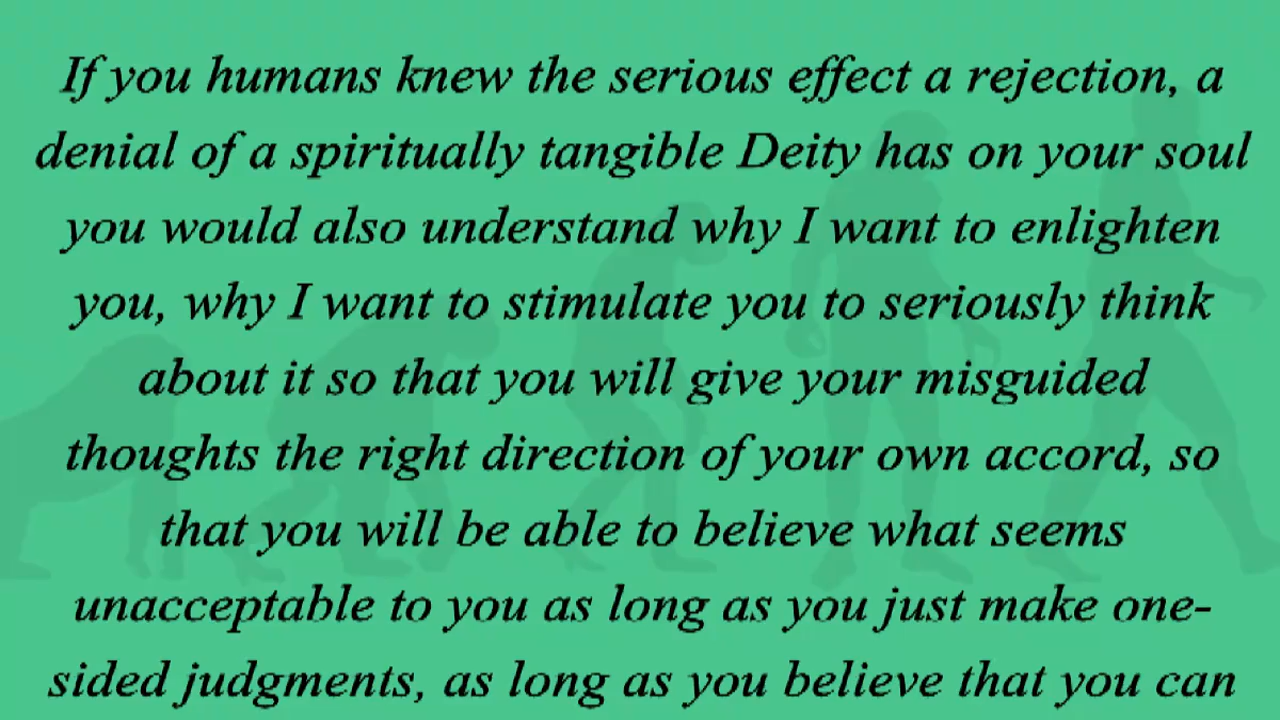 If you humans knew the serious effect a rejection, a
denial of a spiritually tangible Deity has on your soul
you would also understand why I want to enlighten
you, why I want to stimulate you to seriously think
about it so that you will give your misguided
thoughts the right direction of your own accord, so
that you will be able to believe what seems
unacceptable to you as long as you just make one-
sided judgments, as long as you believe that you can